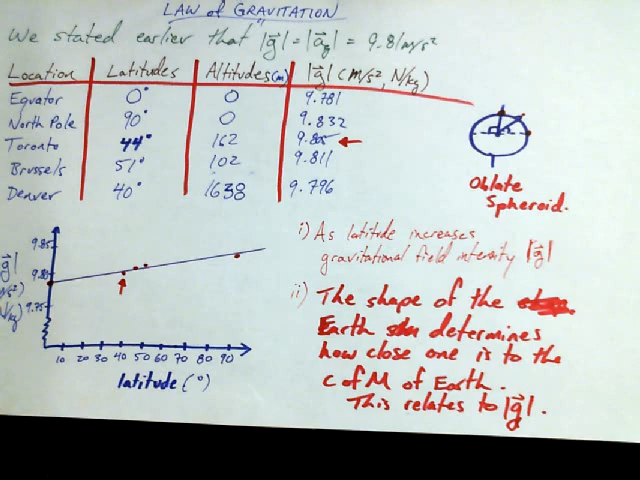 LAW of GRAVITATION
We stated earlier that |g⃗| = |a⃗g| = 9.81 m/s²
Location Latitudes Altitudes(m) |g⃗| (m/s², N/kg)
Equator 0° 0 9.781
North Pole 90° 0 9.832
Toronto 44° 162 9.805 ←
Brussels 51° 102 9.811
Denver 40° 1638 9.796
Oblate
Spheroid.
i) As latitude increases
gravitational field intensity |g⃗|
ii) The shape of the
Earth determines
how close one is to the
C of M of Earth.
This relates to |g⃗|.
9.85
9.80
9.75
|g⃗|
N/kg)
10 20 30 40 50 60 70 80 90
latitude (°)